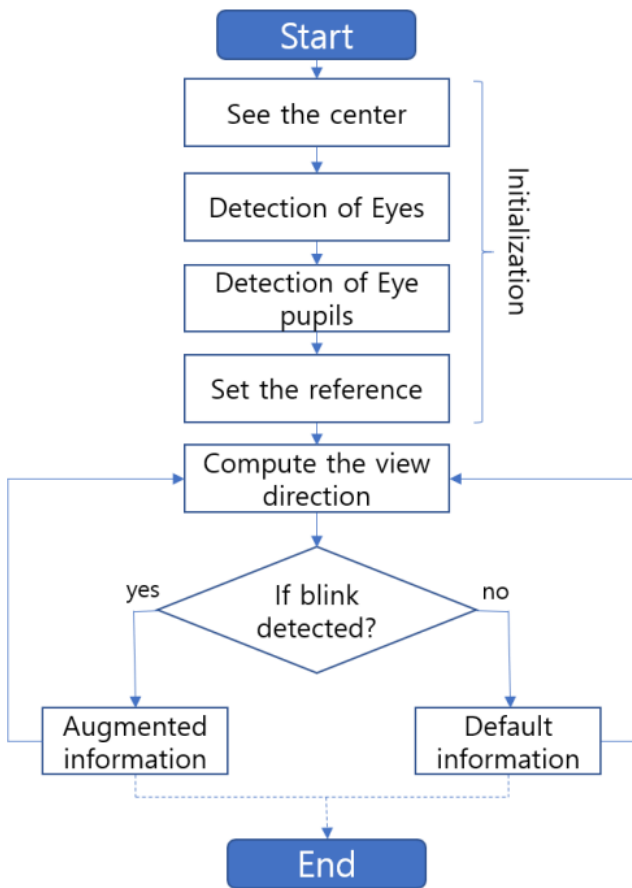 Start
See the center
Detection of Eyes
Detection of Eye
pupils
Set the reference
Initialization
Compute the view
direction
If blink
detected?
yes
no
Augmented
information
Default
information
End